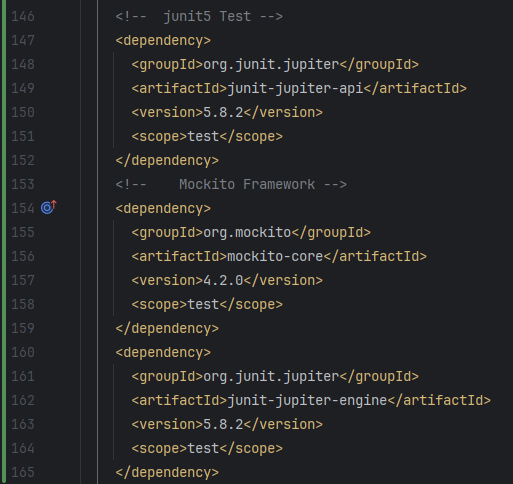 146 <!--  junit5 Test -->
147 <dependency>
148 <groupId>org.junit.jupiter</groupId>
149 <artifactId>junit-jupiter-api</artifactId>
150 <version>5.8.2</version>
151 <scope>test</scope>
152 </dependency>
153 <!--    Mockito Framework -->
154 <dependency>
155 <groupId>org.mockito</groupId>
156 <artifactId>mockito-core</artifactId>
157 <version>4.2.0</version>
158 <scope>test</scope>
159 </dependency>
160 <dependency>
161 <groupId>org.junit.jupiter</groupId>
162 <artifactId>junit-jupiter-engine</artifactId>
163 <version>5.8.2</version>
164 <scope>test</scope>
165 </dependency>